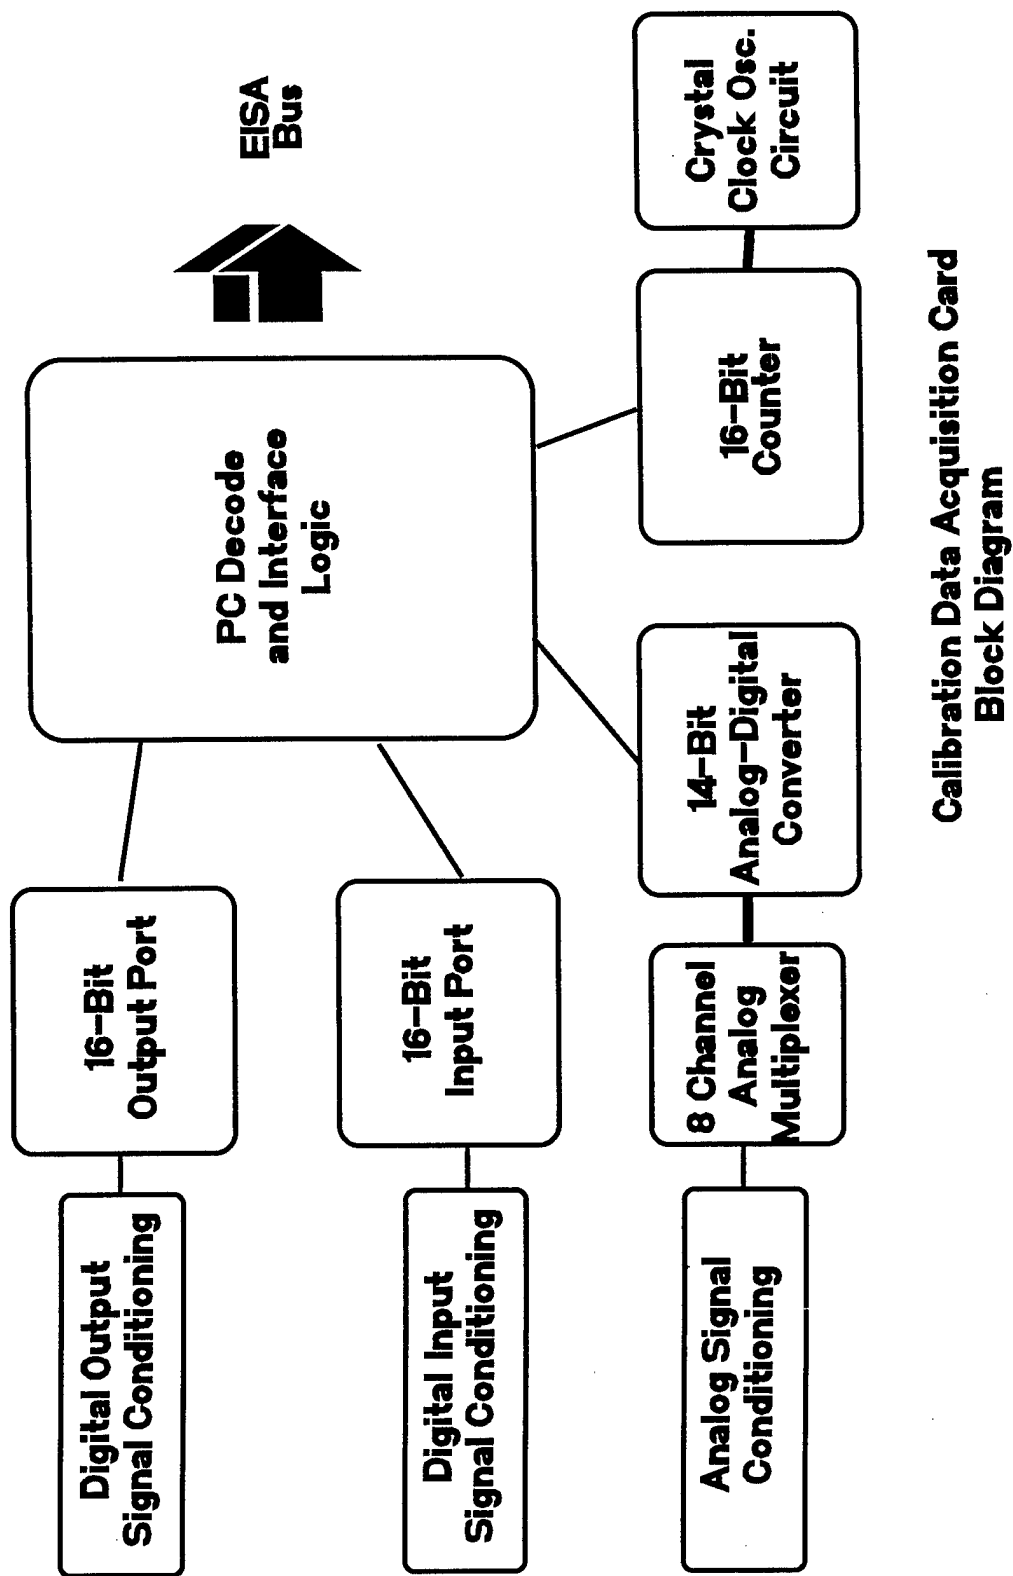 Digital Output
Signal Conditioning
16-Bit
Output Port
PC Decode
and Interface
Logic
EISA
Bus
Digital Input
Signal Conditioning
16-Bit
Input Port
Analog Signal
Conditioning
8 Channel
Analog
Multiplexer
14-Bit
Analog-Digital
Converter
16-Bit
Counter
Crystal
Clock Osc.
Circuit
Calibration Data Acquisition Card
Block Diagram